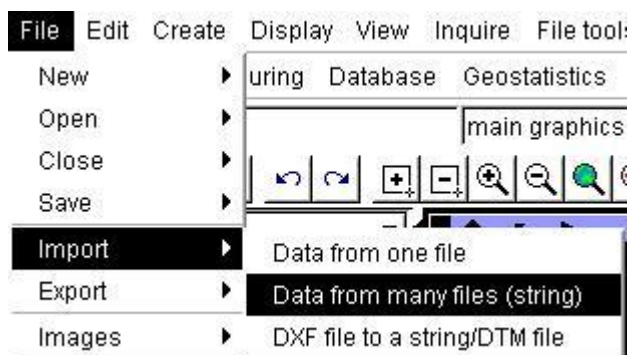 File Edit Create Display View Inquire File tools
New
uring Database Geostatistics
Open
main graphics
Close
Save
Import
Data from one file
Export
Data from many files (string)
Images
DXF file to a string/DTM file